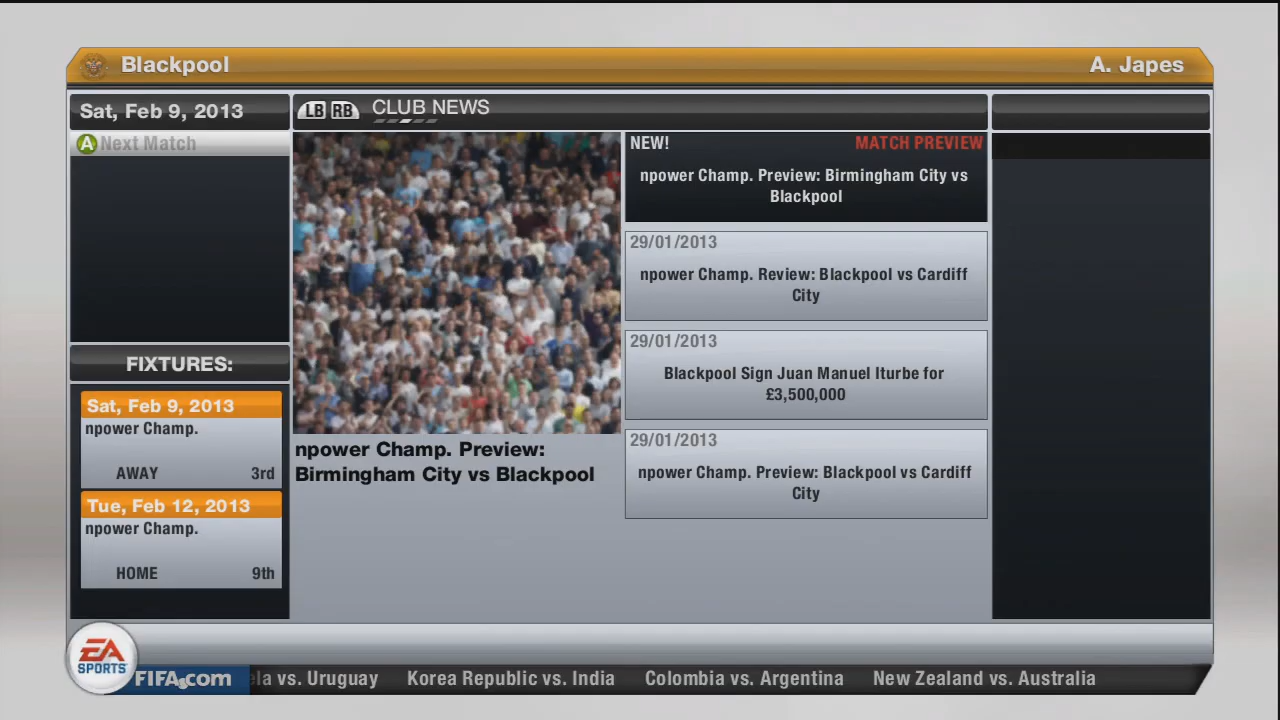 Blackpool
A. Japes
Sat, Feb 9, 2013
LB RB
CLUB NEWS
A Next Match
NEW!
MATCH PREVIEW
npower Champ. Preview: Birmingham City vs
Blackpool
29/01/2013
npower Champ. Review: Blackpool vs Cardiff
City
29/01/2013
Blackpool Sign Juan Manuel Iturbe for
£3,500,000
29/01/2013
npower Champ. Preview: Blackpool vs Cardiff
City
npower Champ. Preview:
Birmingham City vs Blackpool
FIXTURES:
Sat, Feb 9, 2013
npower Champ.
AWAY
3rd
Tue, Feb 12, 2013
npower Champ.
HOME
9th
EA
SPORTS
FIFA.com
ela vs. Uruguay
Korea Republic vs. India
Colombia vs. Argentina
New Zealand vs. Australia